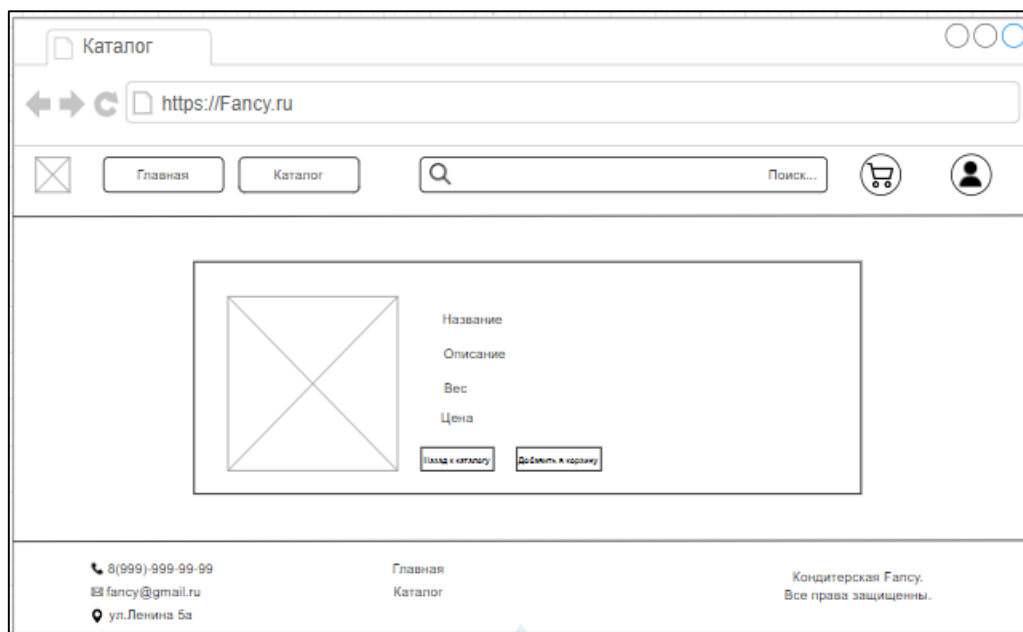 Каталог
https://Fancy.ru
Главная
Каталог
Поиск...
Название
Описание
Вес
Цена
Назад к каталогу
Добавить в корзину
8(999)-999-99-99
fancy@gmail.ru
ул.Ленина 5а
Главная
Каталог
Кондитерская Fancy.
Все права защищенны.